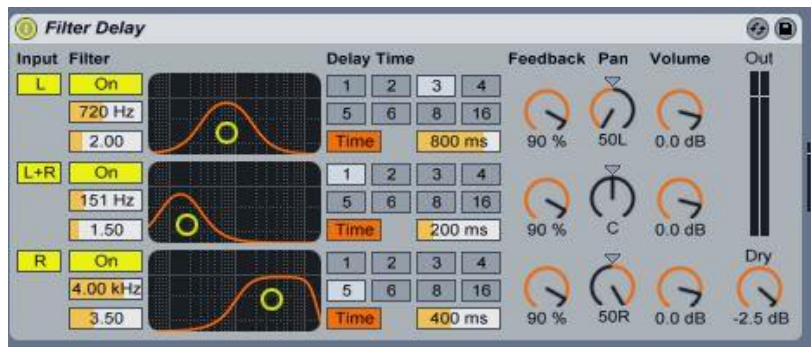 Filter Delay
Input Filter Delay Time Feedback Pan Volume Out
L On 1 2 3 4
720 Hz 5 6 8 16
2.00 Time 800 ms 90 % 50L 0.0 dB
L+R On 1 2 3 4
151 Hz 5 6 8 16
1.50 Time 200 ms 90 % C 0.0 dB
R On 1 2 3 4 Dry
4.00 kHz 5 6 8 16
3.50 Time 400 ms 90 % 50R 0.0 dB -2.5 dB